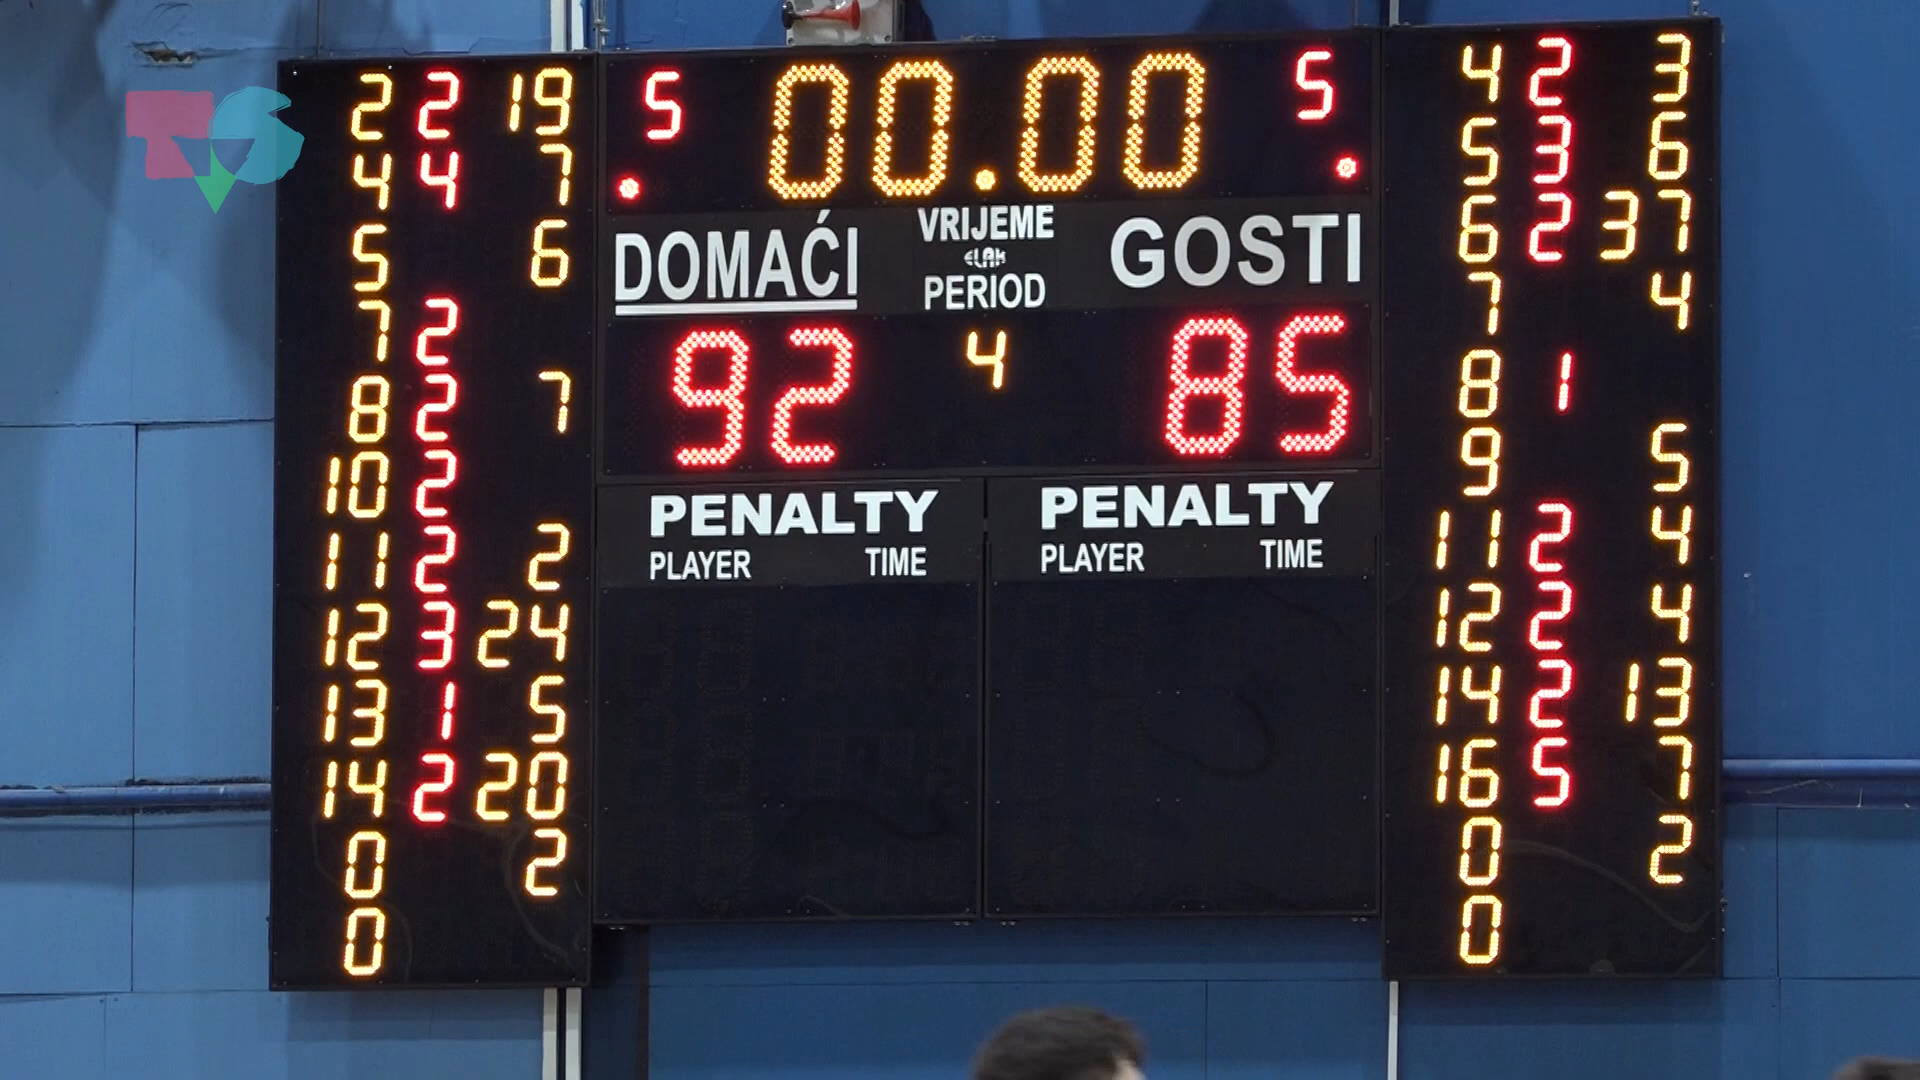 TVS
2 2 19
4 4 7
5 6
7 2
8 2 7
10 2
11 2 2
12 3 24
13 1 5
14 2 20
0 2
0
5 00.00 5
DOMAĆI
VRIJEME
ELAK
PERIOD
GOSTI
92 4 85
PENALTY
PLAYER TIME
PENALTY
PLAYER TIME
4 2 3
5 3 6
6 2 37
7 4
8 1
9 5
11 2 4
12 2 4
14 2 13
16 5 7
0 2
0